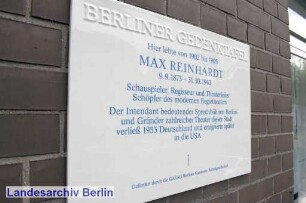 BERLINER GEDENKTAFEL
Hier lebte von 1902 bis 1905
MAX REINHARDT
9.9.1873 - 31.10.1943
Schauspieler, Regisseur und Theaterleiter
Schöpfer des modernen Regietheaters
Der Intendant bedeutender Spielstätten Berlins
und Gründer zahlreicher Theater dieser Stadt
verließ 1933 Deutschland und emigrierte später
in die USA
Landesarchiv Berlin